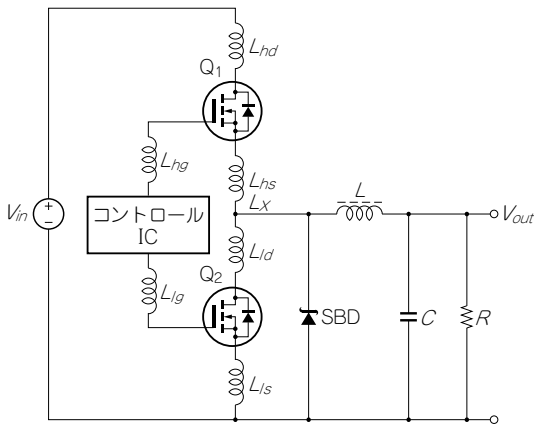 Lhd
Q1
Lhg
Lhs
LX
L
Vin
+
−
コントロール
IC
Vout
Lld
Q2
Llg
SBD
C
R
Lls